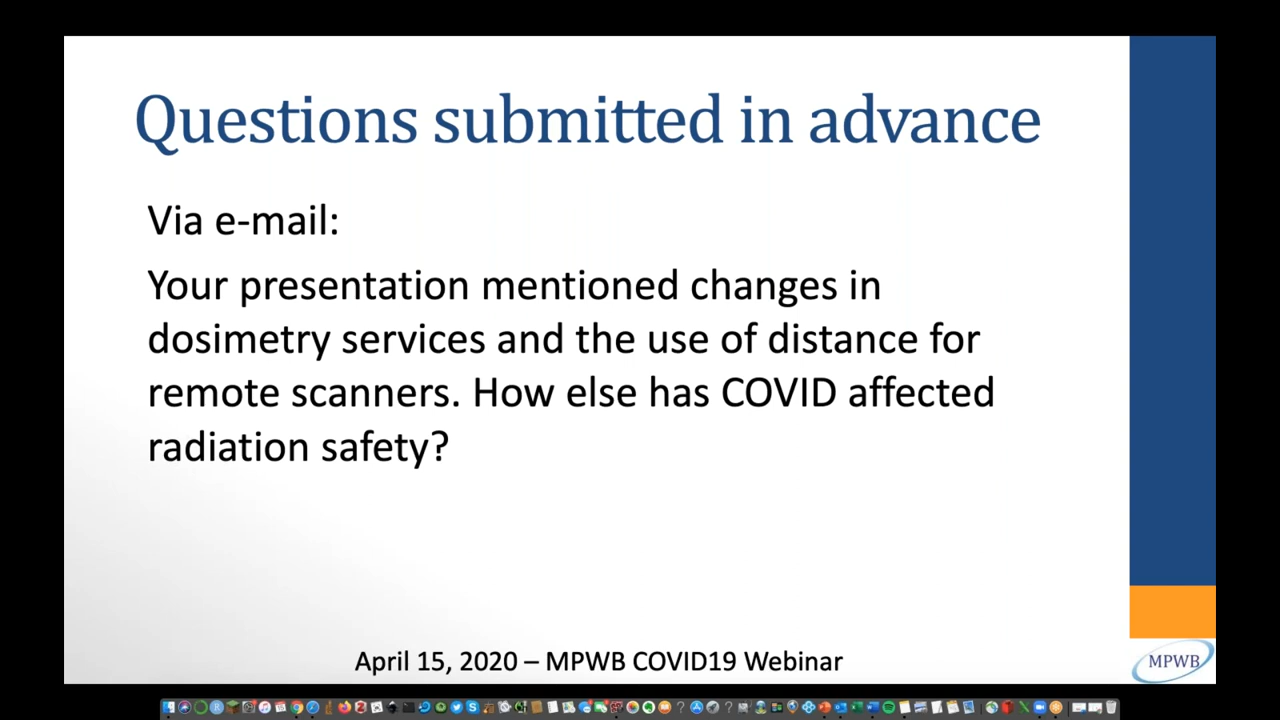 Questions submitted in advance
Via e-mail:
Your presentation mentioned changes in
dosimetry services and the use of distance for
remote scanners. How else has COVID affected
radiation safety?
April 15, 2020 – MPWB COVID19 Webinar
MPWB